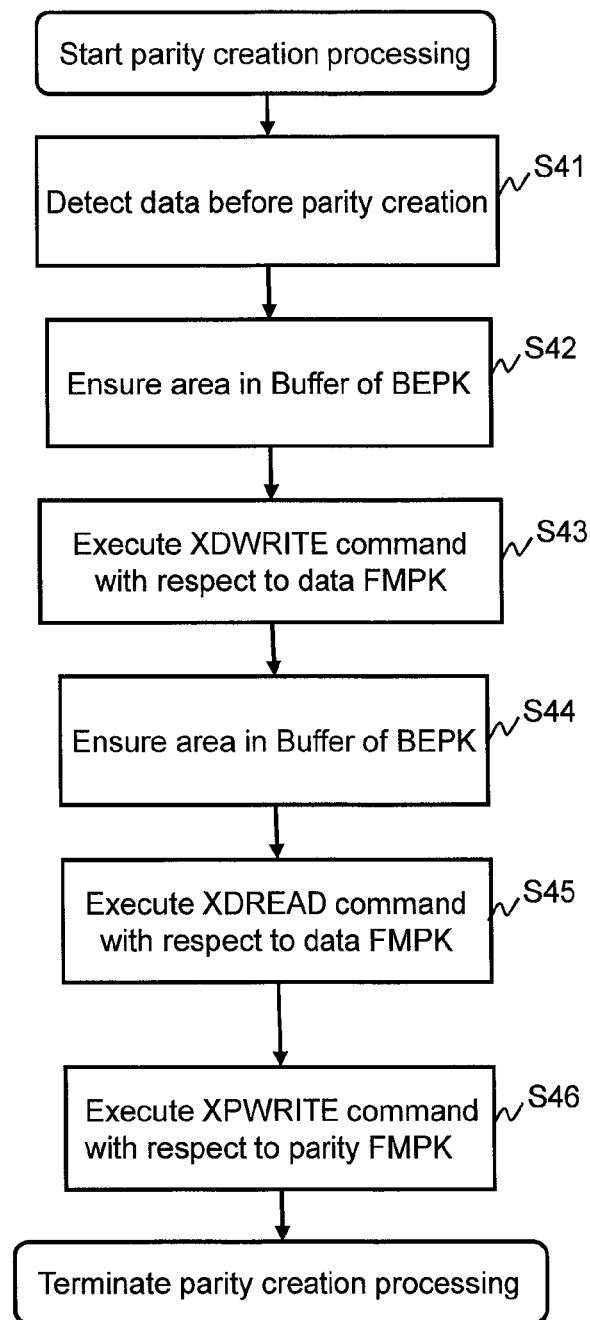 Start parity creation processing
S41
Detect data before parity creation
S42
Ensure area in Buffer of BEPK
S43
Execute XDWRITE command
with respect to data FMPK
S44
Ensure area in Buffer of BEPK
S45
Execute XDREAD command
with respect to data FMPK
S46
Execute XPWRITE command
with respect to parity FMPK
Terminate parity creation processing